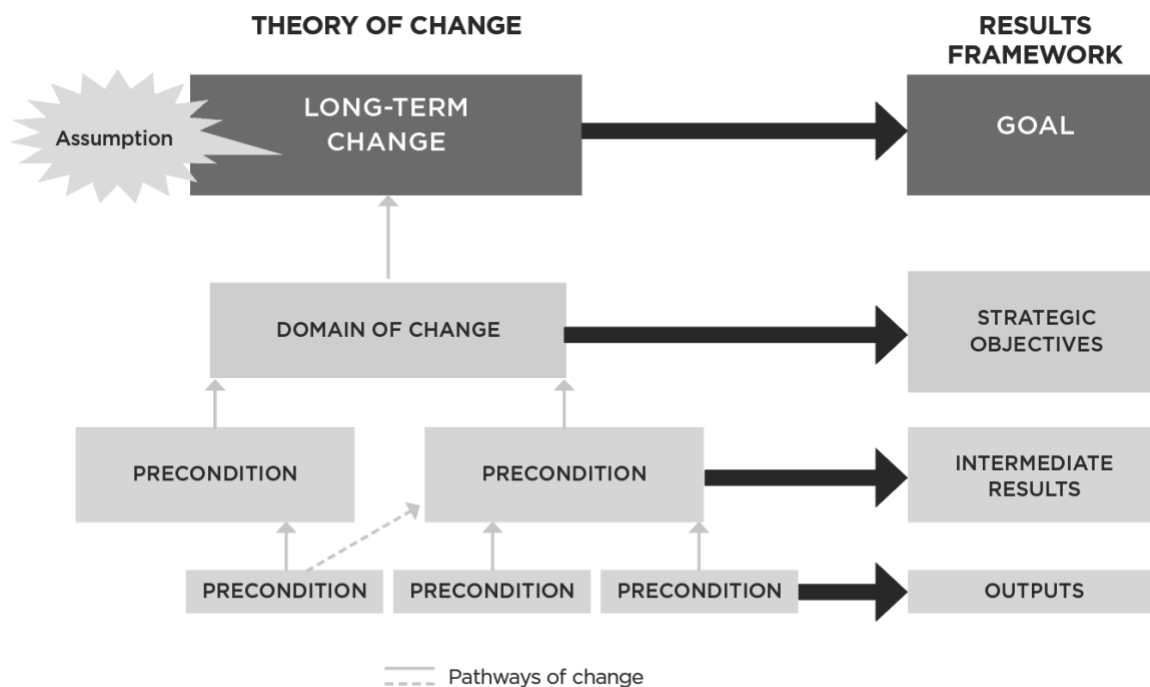 THEORY OF CHANGE
RESULTS
FRAMEWORK
Assumption
LONG-TERM
CHANGE
GOAL
DOMAIN OF CHANGE
STRATEGIC
OBJECTIVES
PRECONDITION
PRECONDITION
INTERMEDIATE
RESULTS
PRECONDITION
PRECONDITION
PRECONDITION
OUTPUTS
Pathways of change